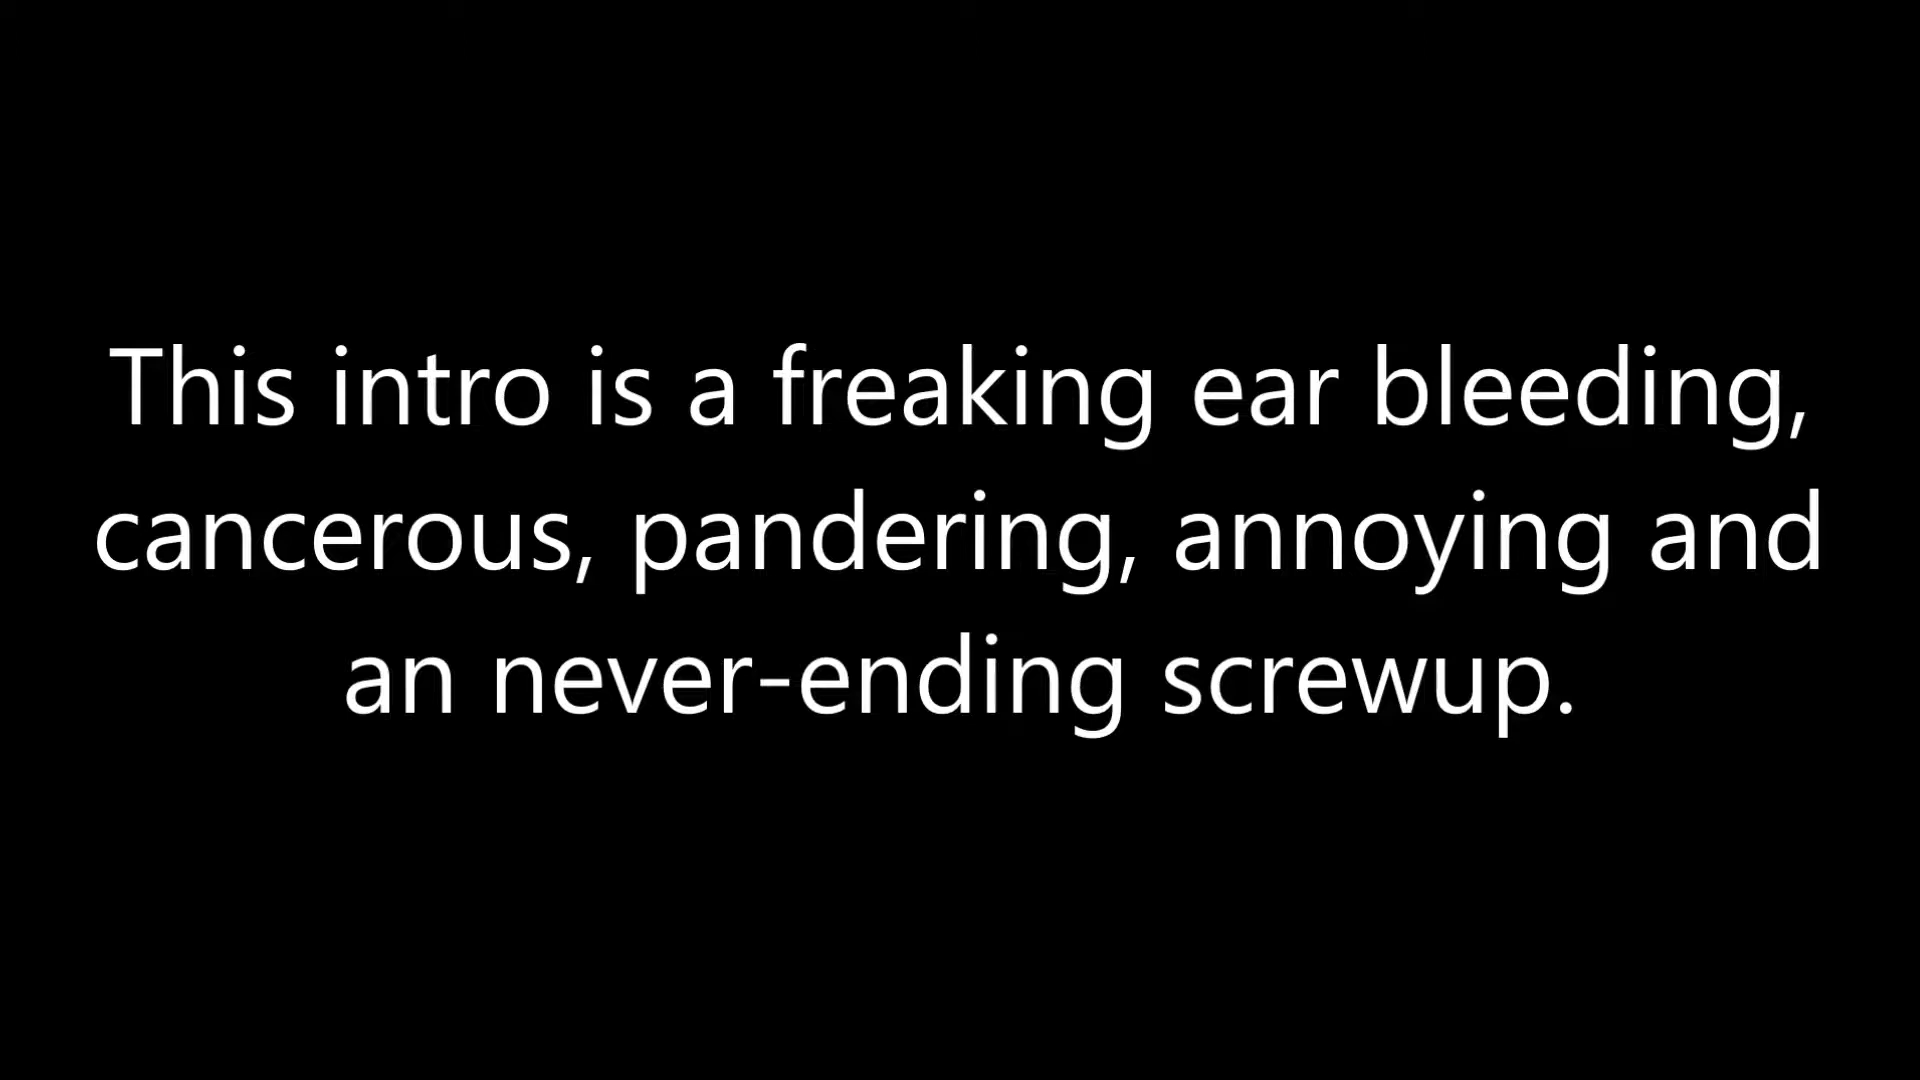 This intro is a freaking ear bleeding,
cancerous, pandering, annoying and
an never-ending screwup.